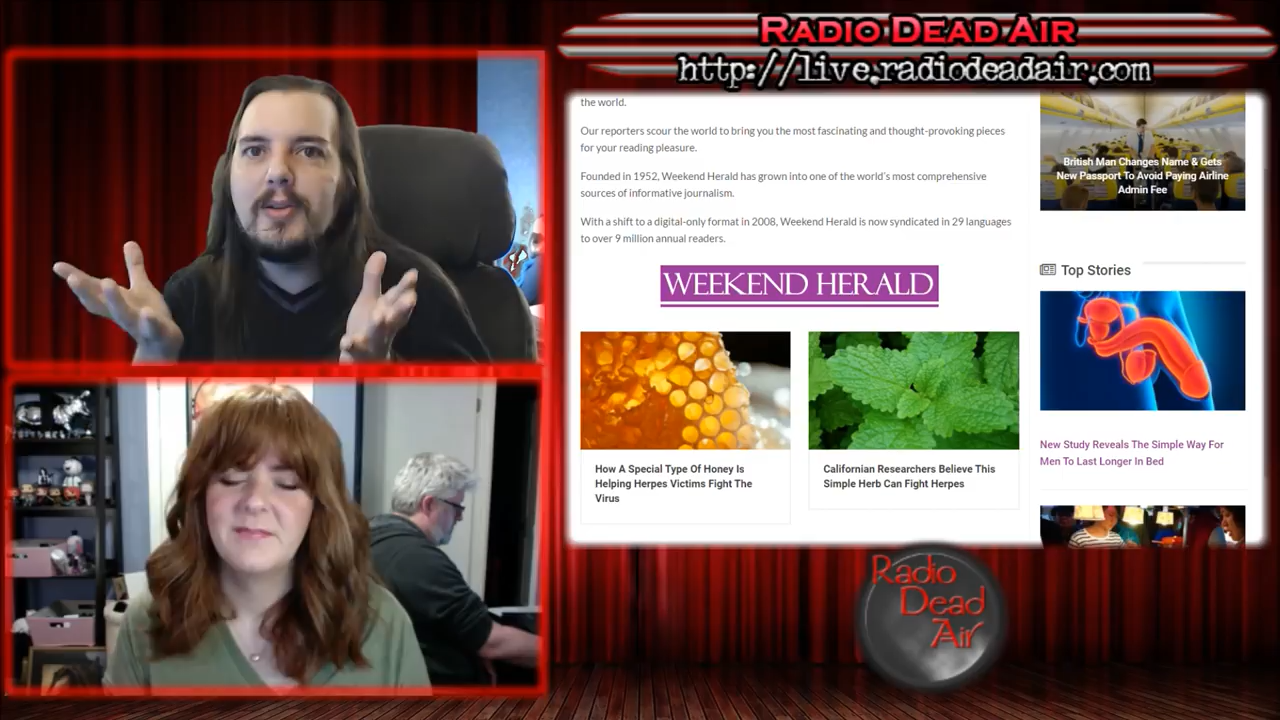 Radio Dead Air
http://live.radiodeadair.com
the world.
Our reporters scour the world to bring you the most fascinating and thought-provoking pieces
for your reading pleasure.
Founded in 1952, Weekend Herald has grown into one of the world's most comprehensive
sources of informative journalism.
With a shift to a digital-only format in 2008, Weekend Herald is now syndicated in 29 languages
to over 9 million annual readers.
WEEKEND HERALD
How A Special Type Of Honey Is
Helping Herpes Victims Fight The
Virus
Californian Researchers Believe This
Simple Herb Can Fight Herpes
British Man Changes Name & Gets
New Passport To Avoid Paying Airline
Admin Fee
Top Stories
New Study Reveals The Simple Way For
Men To Last Longer In Bed
Radio
Dead
Air